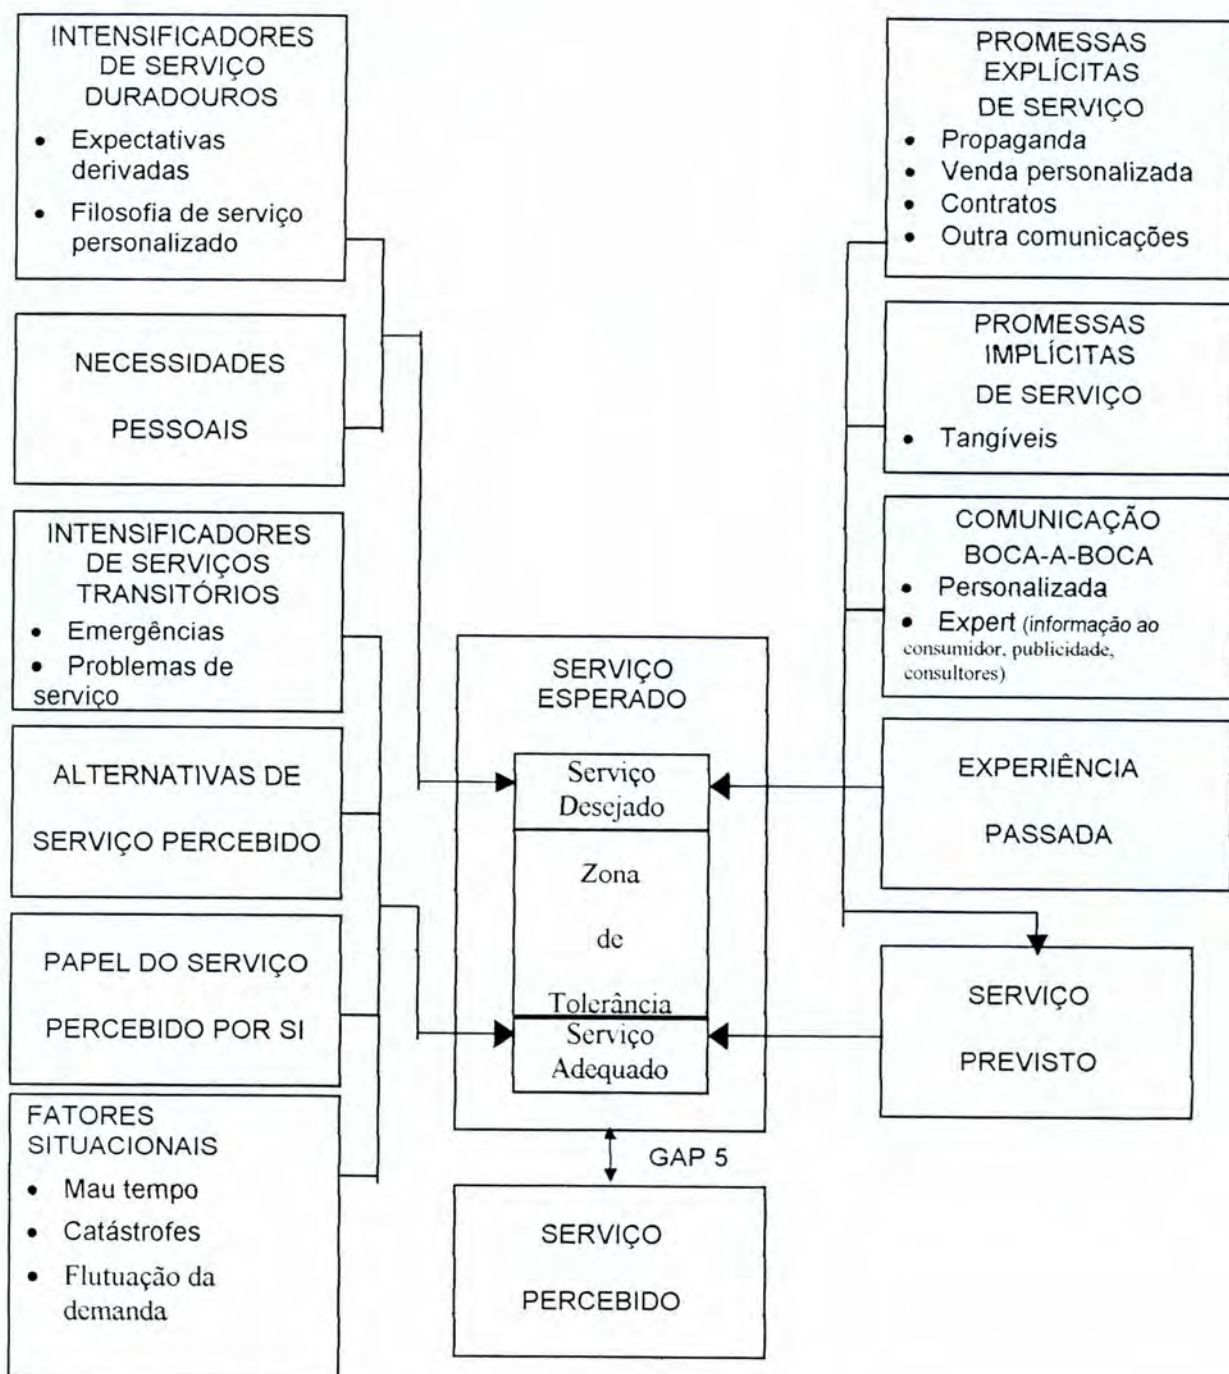 INTENSIFICADORES
DE SERVIÇO
DURADOUROS
• Expectativas
derivadas
• Filosofia de serviço
personalizado
NECESSIDADES
PESSOAIS
INTENSIFICADORES
DE SERVIÇOS
TRANSITÓRIOS
• Emergências
• Problemas de
serviço
ALTERNATIVAS DE
SERVIÇO PERCEBIDO
PAPEL DO SERVIÇO
PERCEBIDO POR SI
FATORES
SITUACIONAIS
• Mau tempo
• Catástrofes
• Flutuação da
demanda
SERVIÇO
ESPERADO
Serviço
Desejado
Zona
de
Tolerância
Serviço
Adequado
GAP 5
SERVIÇO
PERCEBIDO
PROMESSAS
EXPLÍCITAS
DE SERVIÇO
• Propaganda
• Venda personalizada
• Contratos
• Outra comunicações
PROMESSAS
IMPLÍCITAS
DE SERVIÇO
• Tangíveis
COMUNICAÇÃO
BOCA-A-BOCA
• Personalizada
• Expert (informação ao
consumidor, publicidade,
consultores)
EXPERIÊNCIA
PASSADA
SERVIÇO
PREVISTO